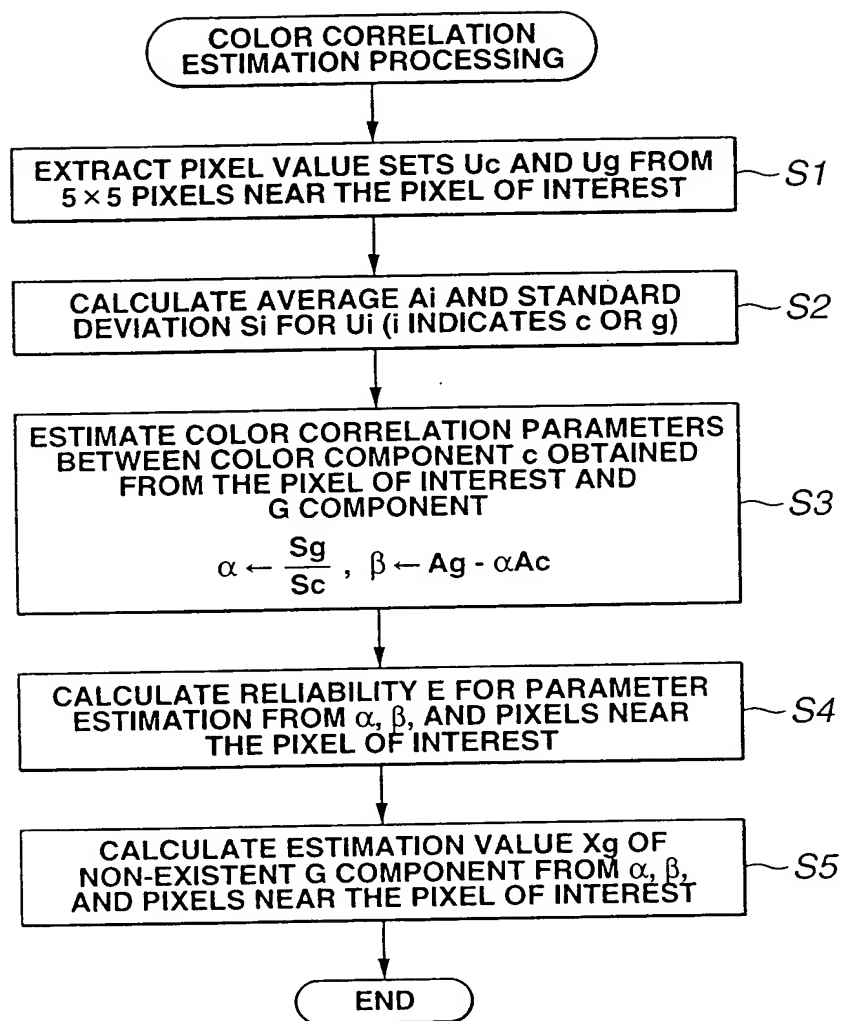 COLOR CORRELATION
ESTIMATION PROCESSING
EXTRACT PIXEL VALUE SETS Uc AND Ug FROM
5 × 5 PIXELS NEAR THE PIXEL OF INTEREST
S1
CALCULATE AVERAGE Ai AND STANDARD
DEVIATION Si FOR Ui (i INDICATES c OR g)
S2
ESTIMATE COLOR CORRELATION PARAMETERS
BETWEEN COLOR COMPONENT c OBTAINED
FROM THE PIXEL OF INTEREST AND
G COMPONENT
α ← Sg/Sc , β ← Ag - αAc
S3
CALCULATE RELIABILITY E FOR PARAMETER
ESTIMATION FROM α, β, AND PIXELS NEAR
THE PIXEL OF INTEREST
S4
CALCULATE ESTIMATION VALUE Xg OF
NON-EXISTENT G COMPONENT FROM α, β,
AND PIXELS NEAR THE PIXEL OF INTEREST
S5
END